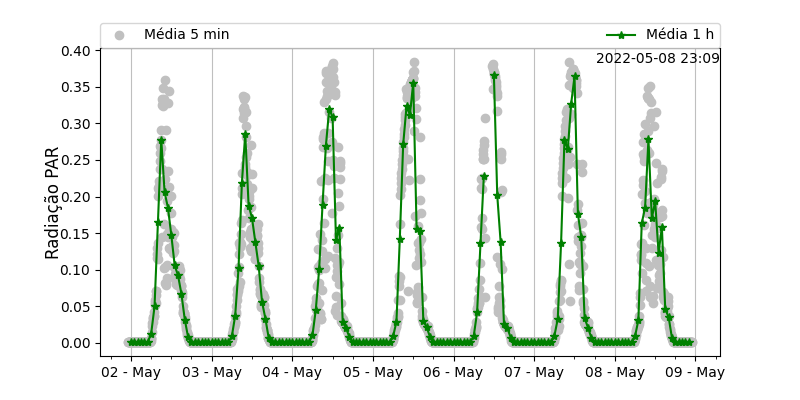 Média 5 min
Média 1 h
2022-05-08 23:09
Radiação PAR
0.40
0.35
0.30
0.25
0.20
0.15
0.10
0.05
0.00
02 - May
03 - May
04 - May
05 - May
06 - May
07 - May
08 - May
09 - May